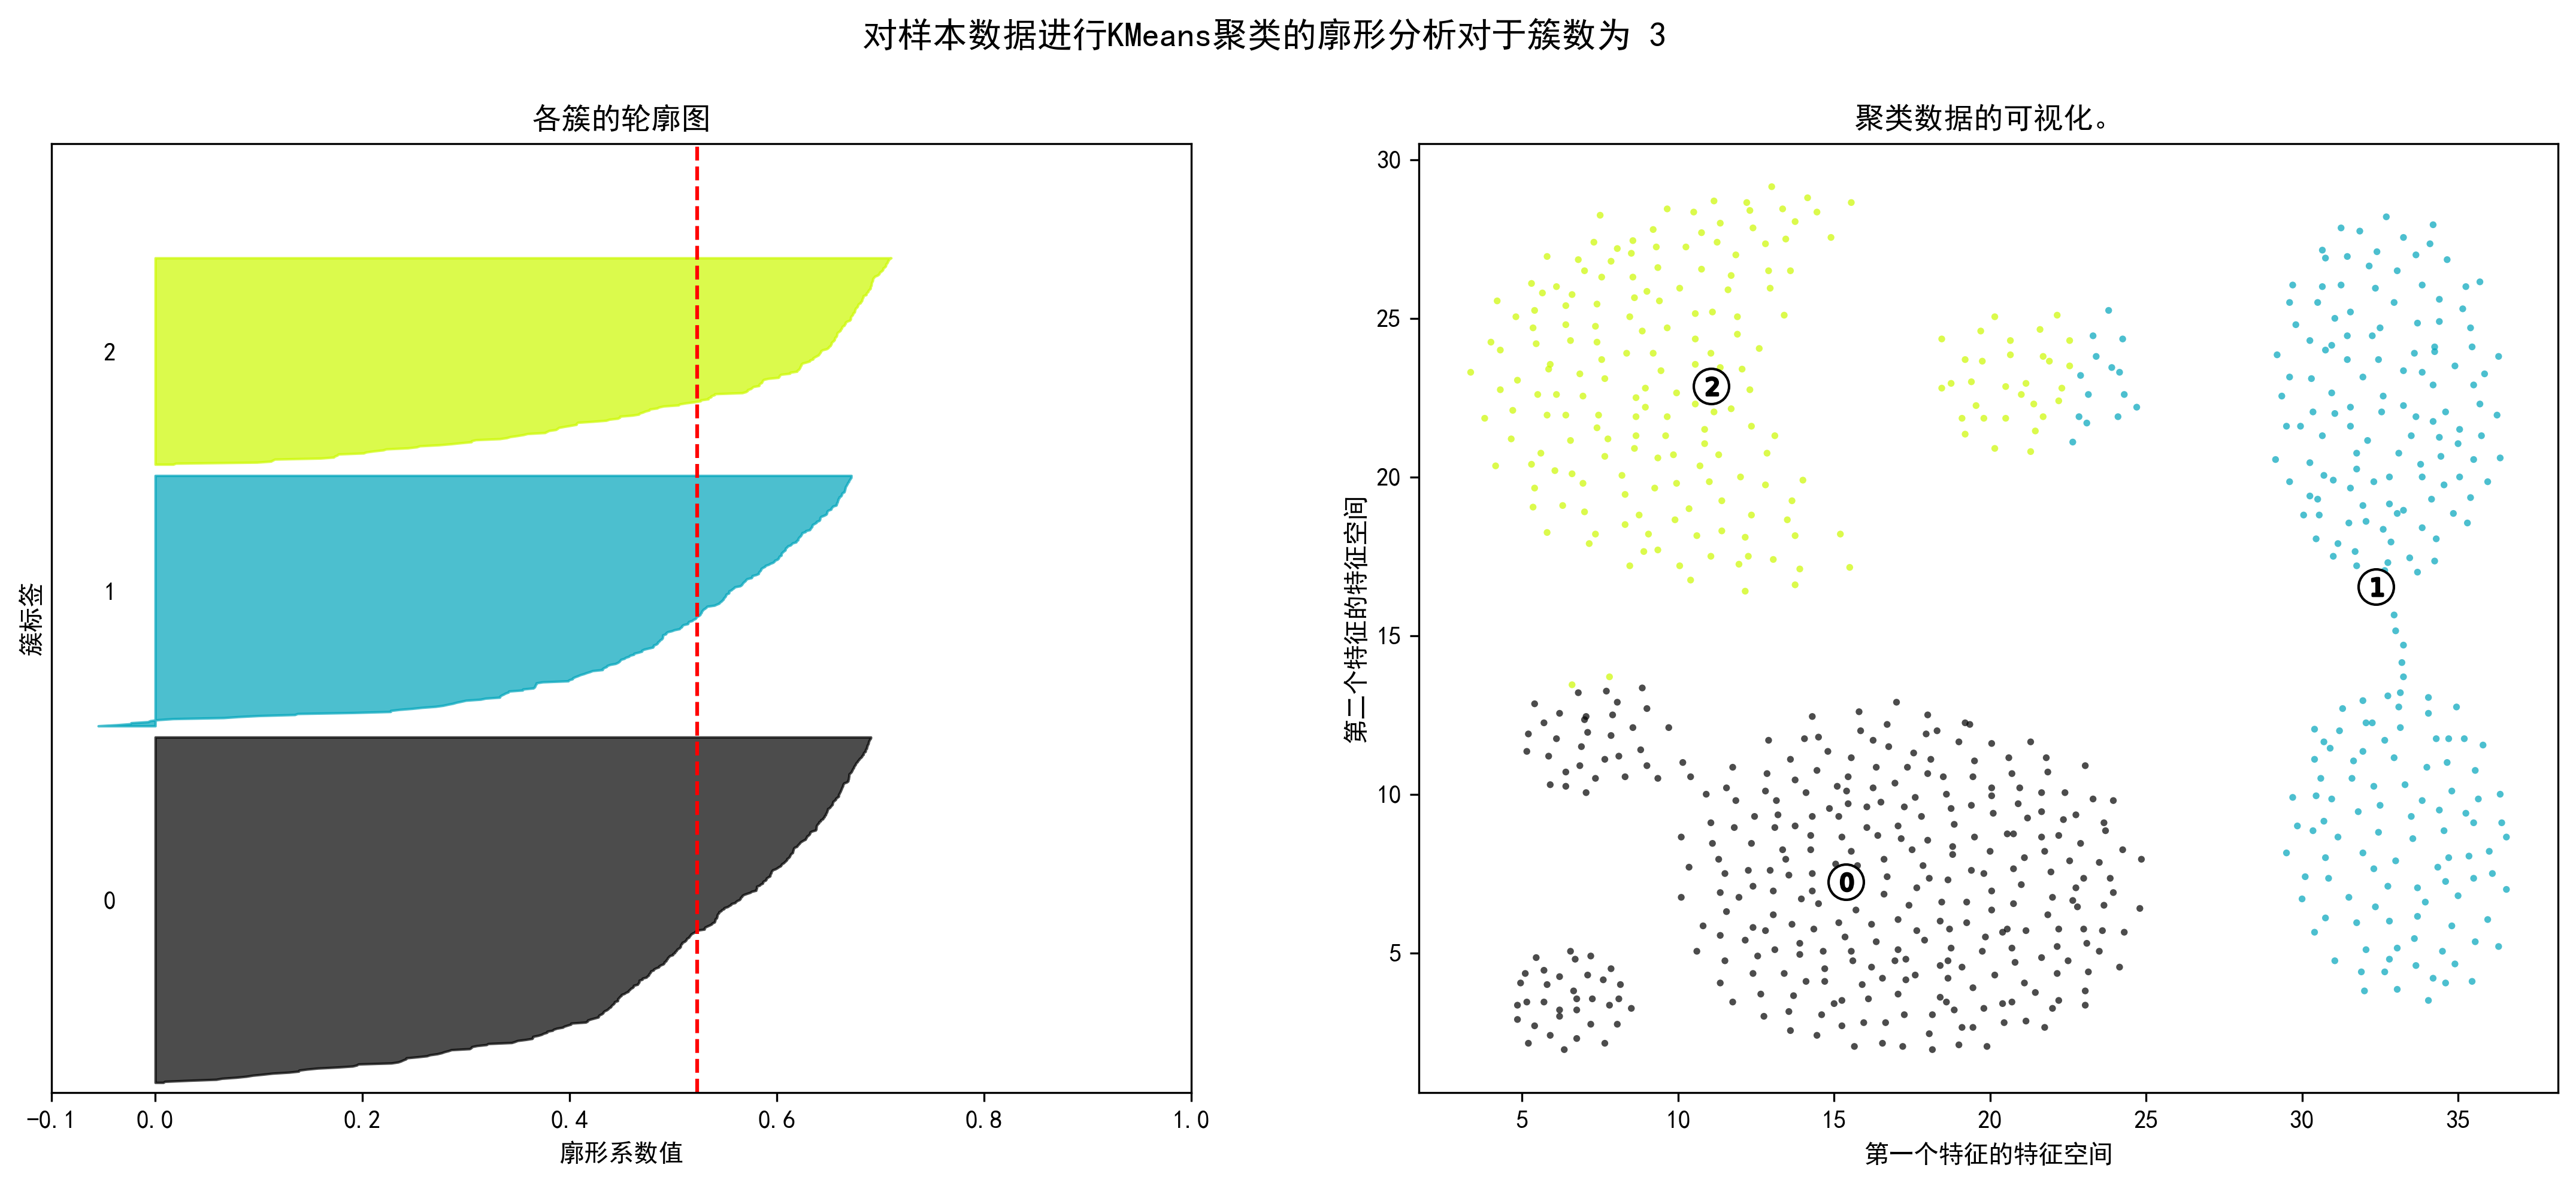 对样本数据进行KMeans聚类的廓形分析对于簇数为 3
各簇的轮廓图
簇标签
2
1
0
-0.1 0.0 0.2 0.4 0.6 0.8 1.0
廓形系数值
聚类数据的可视化。
第二个特征的特征空间
30
25
20
15
10
5
2
1
0
5 10 15 20 25 30 35
第一个特征的特征空间